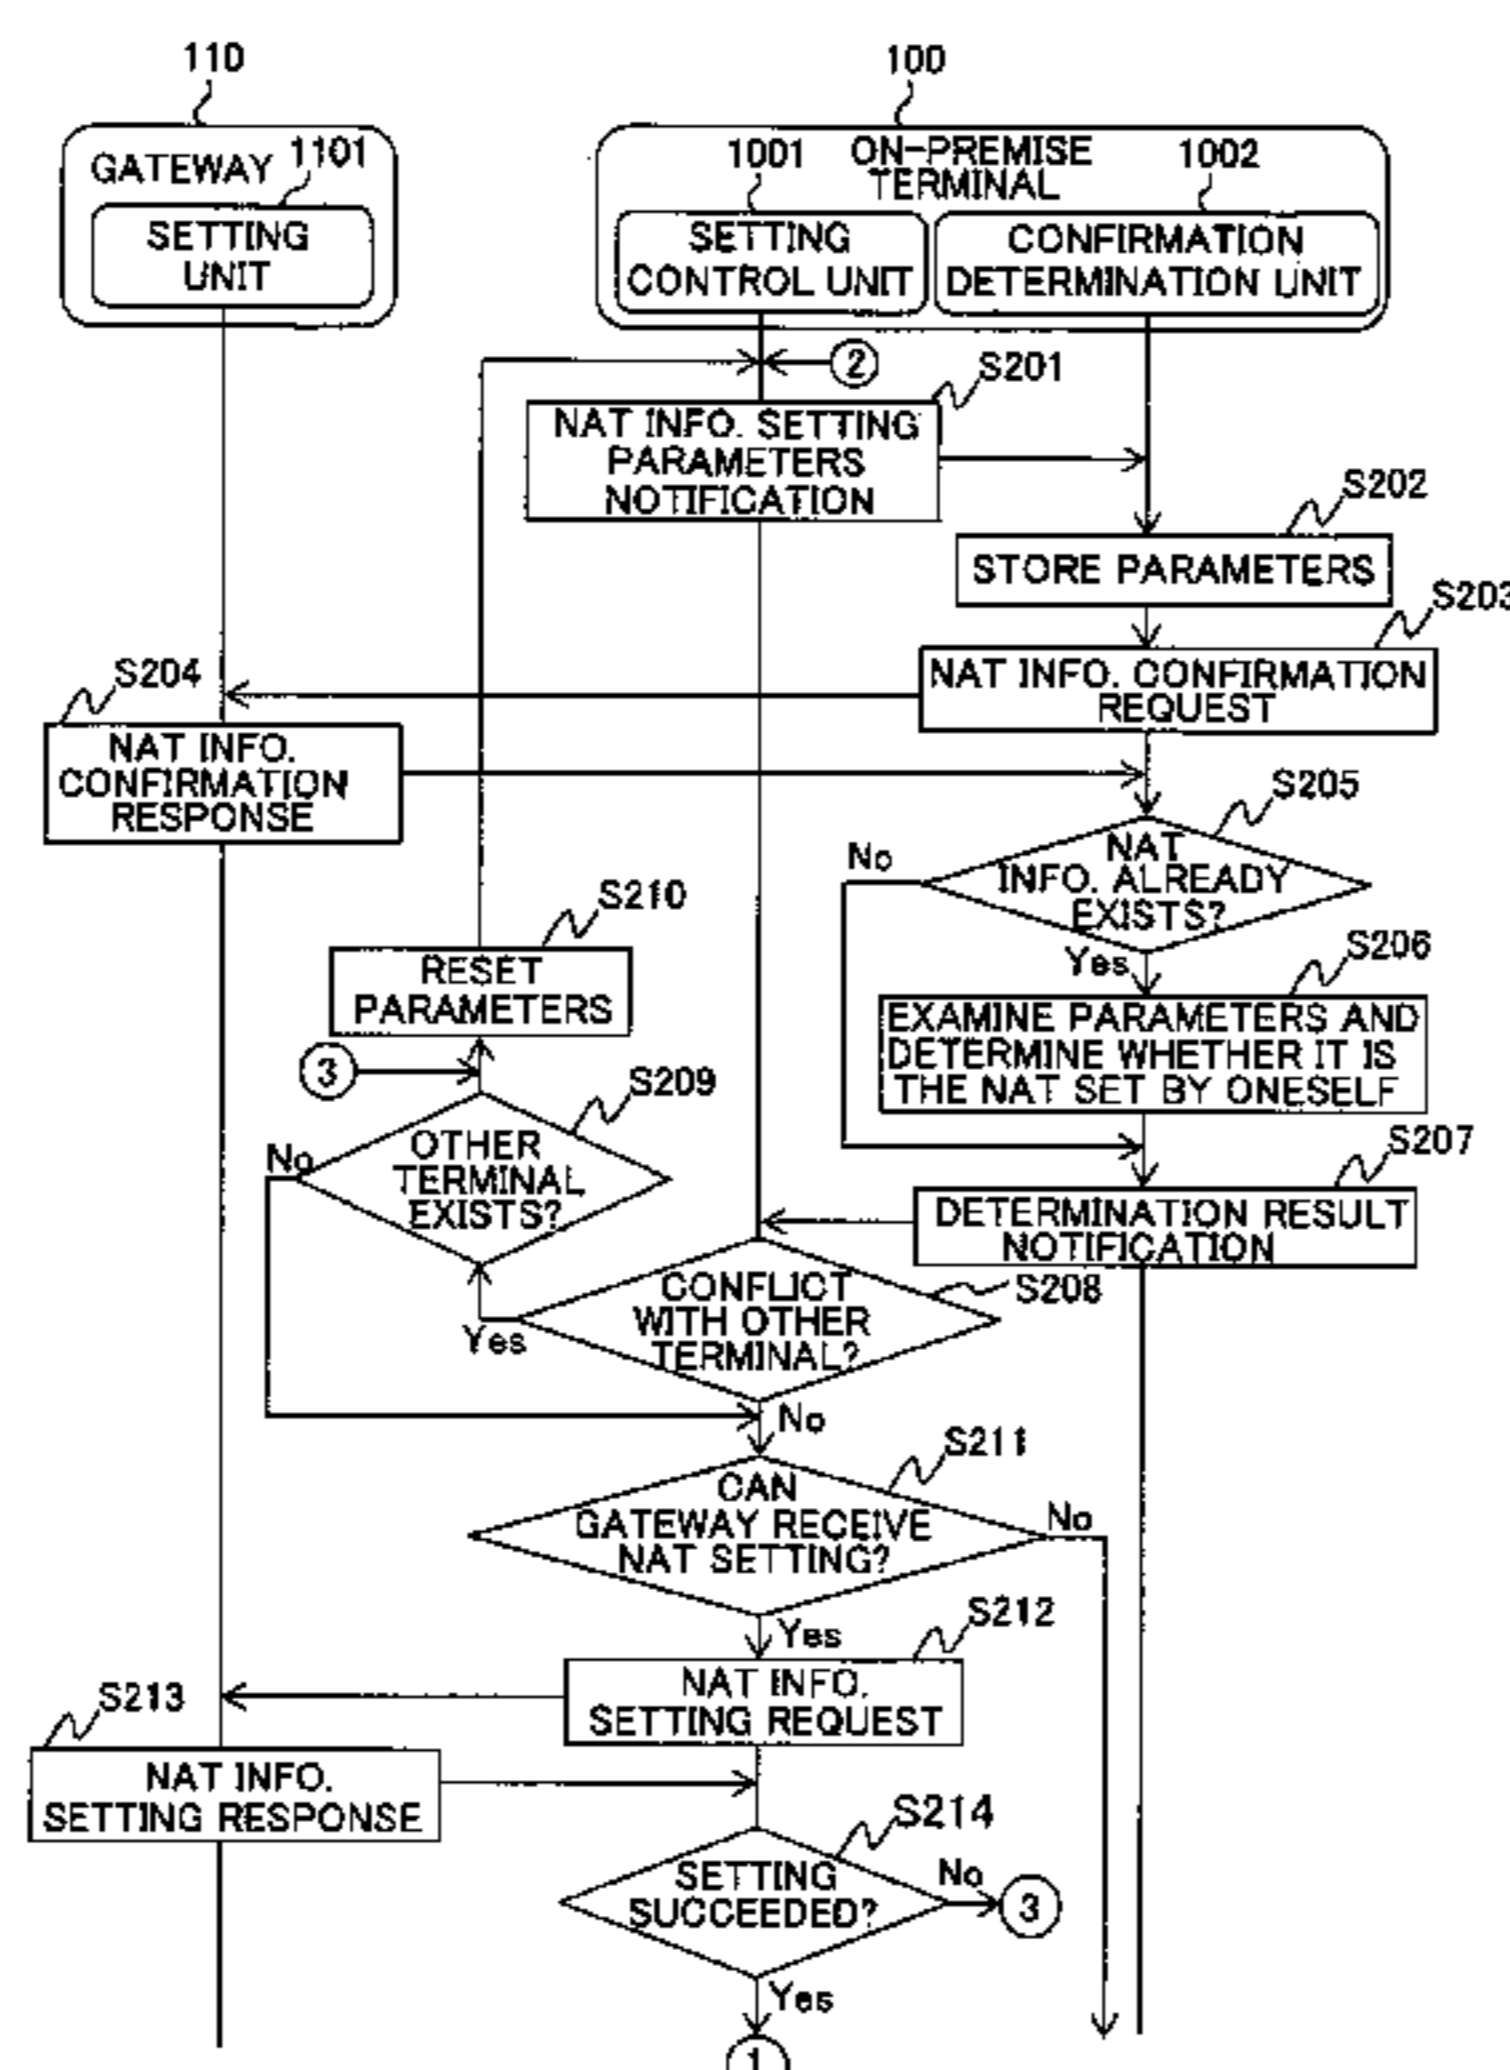 110
100
GATEWAY
1101
SETTING
UNIT
1001
ON-PREMISE
TERMINAL
1002
SETTING
CONTROL UNIT
CONFIRMATION
DETERMINATION UNIT
2
S201
NAT INFO. SETTING
PARAMETERS
NOTIFICATION
S202
STORE PARAMETERS
S203
NAT INFO. CONFIRMATION
REQUEST
S204
NAT INFO.
CONFIRMATION
RESPONSE
S205
NAT
INFO. ALREADY
EXISTS?
No
Yes
S206
EXAMINE PARAMETERS AND
DETERMINE WHETHER IT IS
THE NAT SET BY ONESELF
S210
RESET
PARAMETERS
3
S209
OTHER
TERMINAL
EXISTS?
No
S207
DETERMINATION RESULT
NOTIFICATION
S208
CONFLICT
WITH OTHER
TERMINAL?
Yes
No
S211
CAN
GATEWAY RECEIVE
NAT SETTING?
No
Yes
S212
NAT INFO.
SETTING REQUEST
S213
NAT INFO.
SETTING RESPONSE
S214
SETTING
SUCCEEDED?
No
3
Yes
1